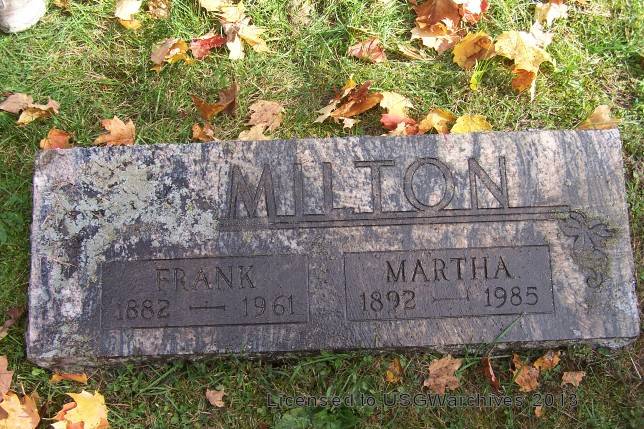 MILTON
FRANK
1882 — 1961
MARTHA
1892 — 1985
Licensed to USGWarchives 2013